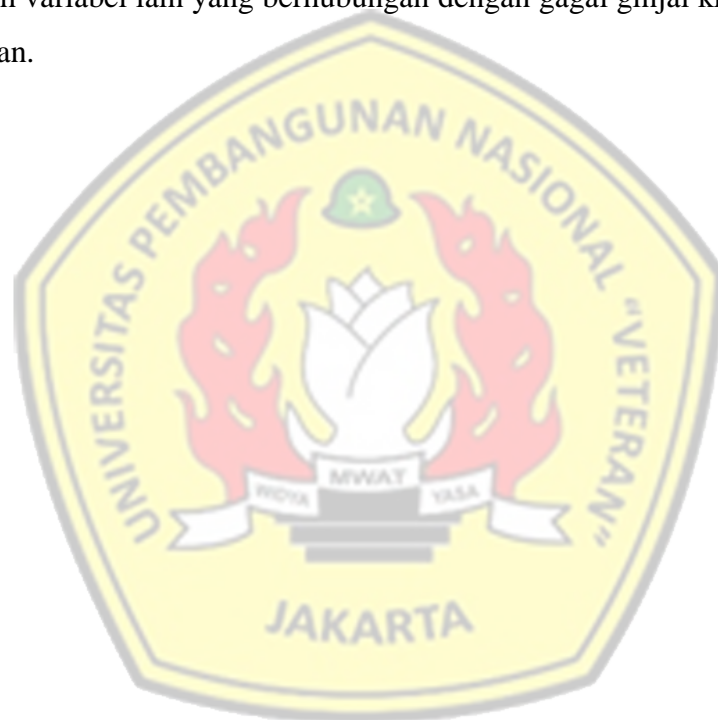 variabel lain yang berhubungan dengan gagal ginjal
an.
UNIVERSITAS PEMBANGUNAN NASIONAL "VETERAN"
WIDYA MWAT YASA
JAKARTA